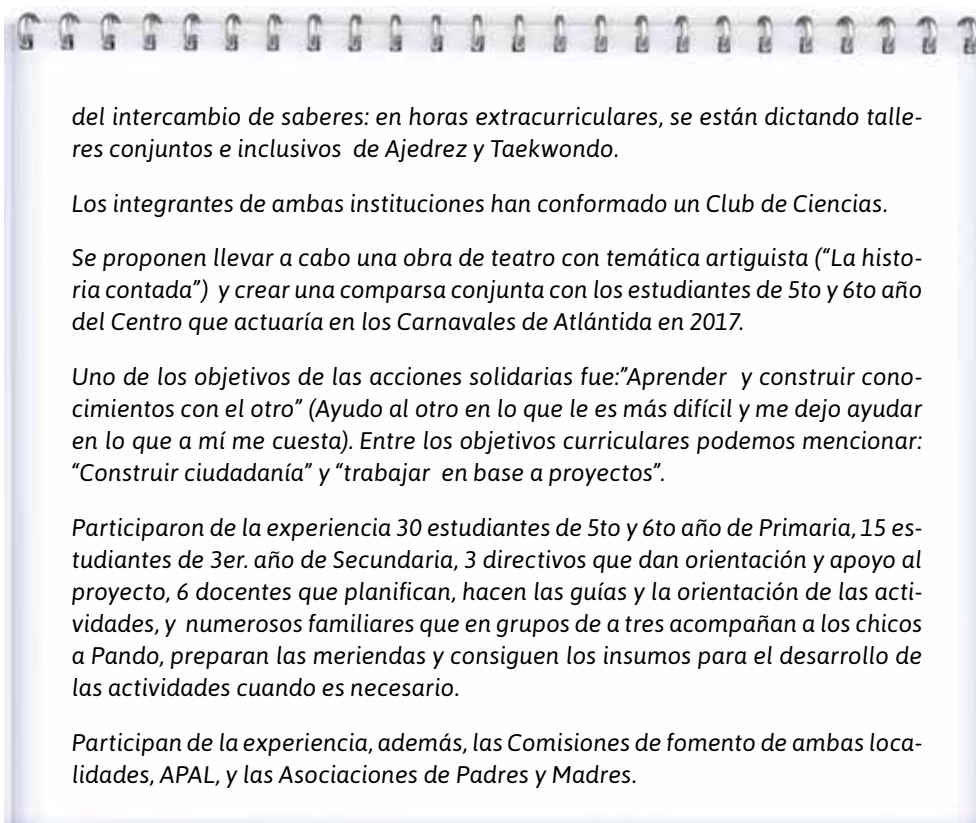 del intercambio de saberes: en horas extracurriculares, se están dictando talle-
res conjuntos e inclusivos de Ajedrez y Taekwondo.
Los integrantes de ambas instituciones han conformado un Club de Ciencias.
Se proponen llevar a cabo una obra de teatro con temática artiguista (“La histo-
ria contada”) y crear una comparsa conjunta con los estudiantes de 5to y 6to año
del Centro que actuaría en los Carnavales de Atlántida en 2017.
Uno de los objetivos de las acciones solidarias fue:”Aprender y construir cono-
cimientos con el otro” (Ayudo al otro en lo que le es más difícil y me dejo ayudar
en lo que a mí me cuesta). Entre los objetivos curriculares podemos mencionar:
“Construir ciudadanía” y “trabajar en base a proyectos”.
Participaron de la experiencia 30 estudiantes de 5to y 6to año de Primaria, 15 es-
tudiantes de 3er. año de Secundaria, 3 directivos que dan orientación y apoyo al
proyecto, 6 docentes que planifican, hacen las guías y la orientación de las acti-
vidades, y numerosos familiares que en grupos de a tres acompañan a los chicos
a Pando, preparan las meriendas y consiguen los insumos para el desarrollo de
las actividades cuando es necesario.
Participan de la experiencia, además, las Comisiones de fomento de ambas loca-
lidades, APAL, y las Asociaciones de Padres y Madres.